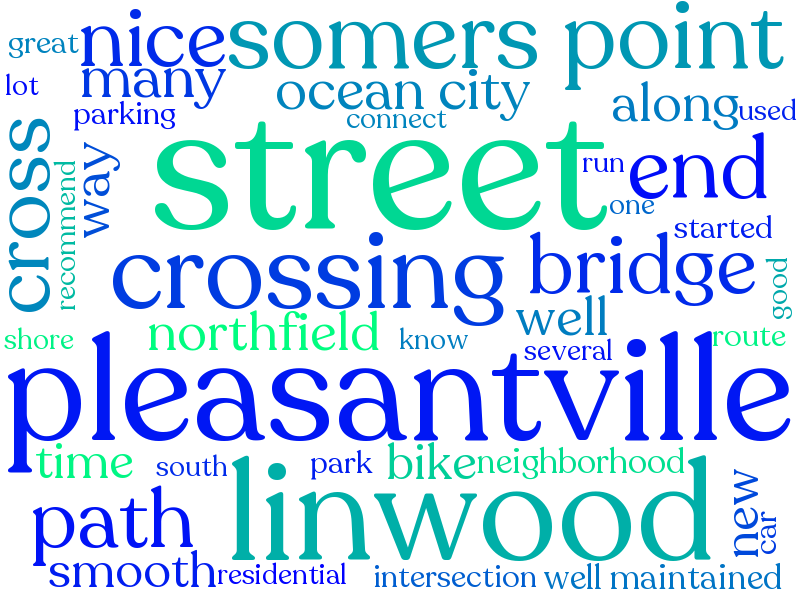 great
nice
somers point
lot
many
ocean city
along
used
parking
connect
street
cross
way
recommend
run
end
one
started
crossing
bridge
good
shore
northfield
know
well
several
route
pleasantville
time
south
park
bike
neighborhood
path
linwood
new
car
smooth
residential
intersection
well maintained